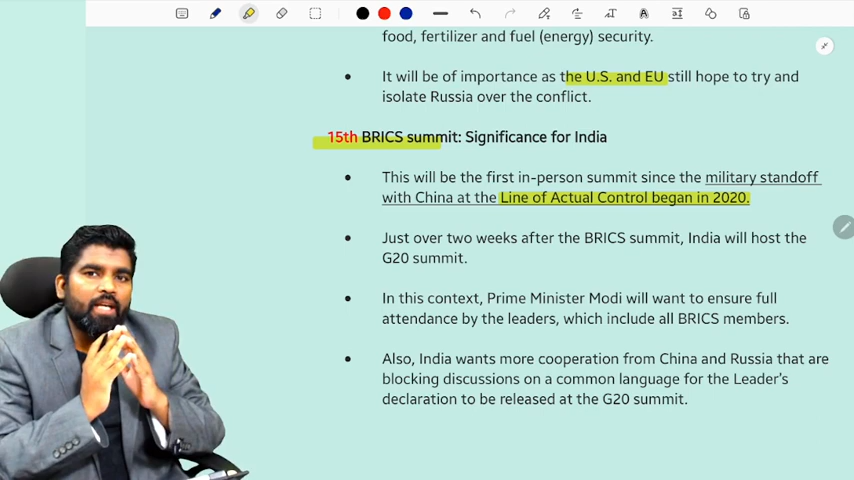 food, fertilizer and fuel (energy) security.
• It will be of importance as the U.S. and EU still hope to try and
isolate Russia over the conflict.
15th BRICS summit: Significance for India
• This will be the first in-person summit since the military standoff
with China at the Line of Actual Control began in 2020.
• Just over two weeks after the BRICS summit, India will host the
G20 summit.
• In this context, Prime Minister Modi will want to ensure full
attendance by the leaders, which include all BRICS members.
• Also, India wants more cooperation from China and Russia that are
blocking discussions on a common language for the Leader's
declaration to be released at the G20 summit.